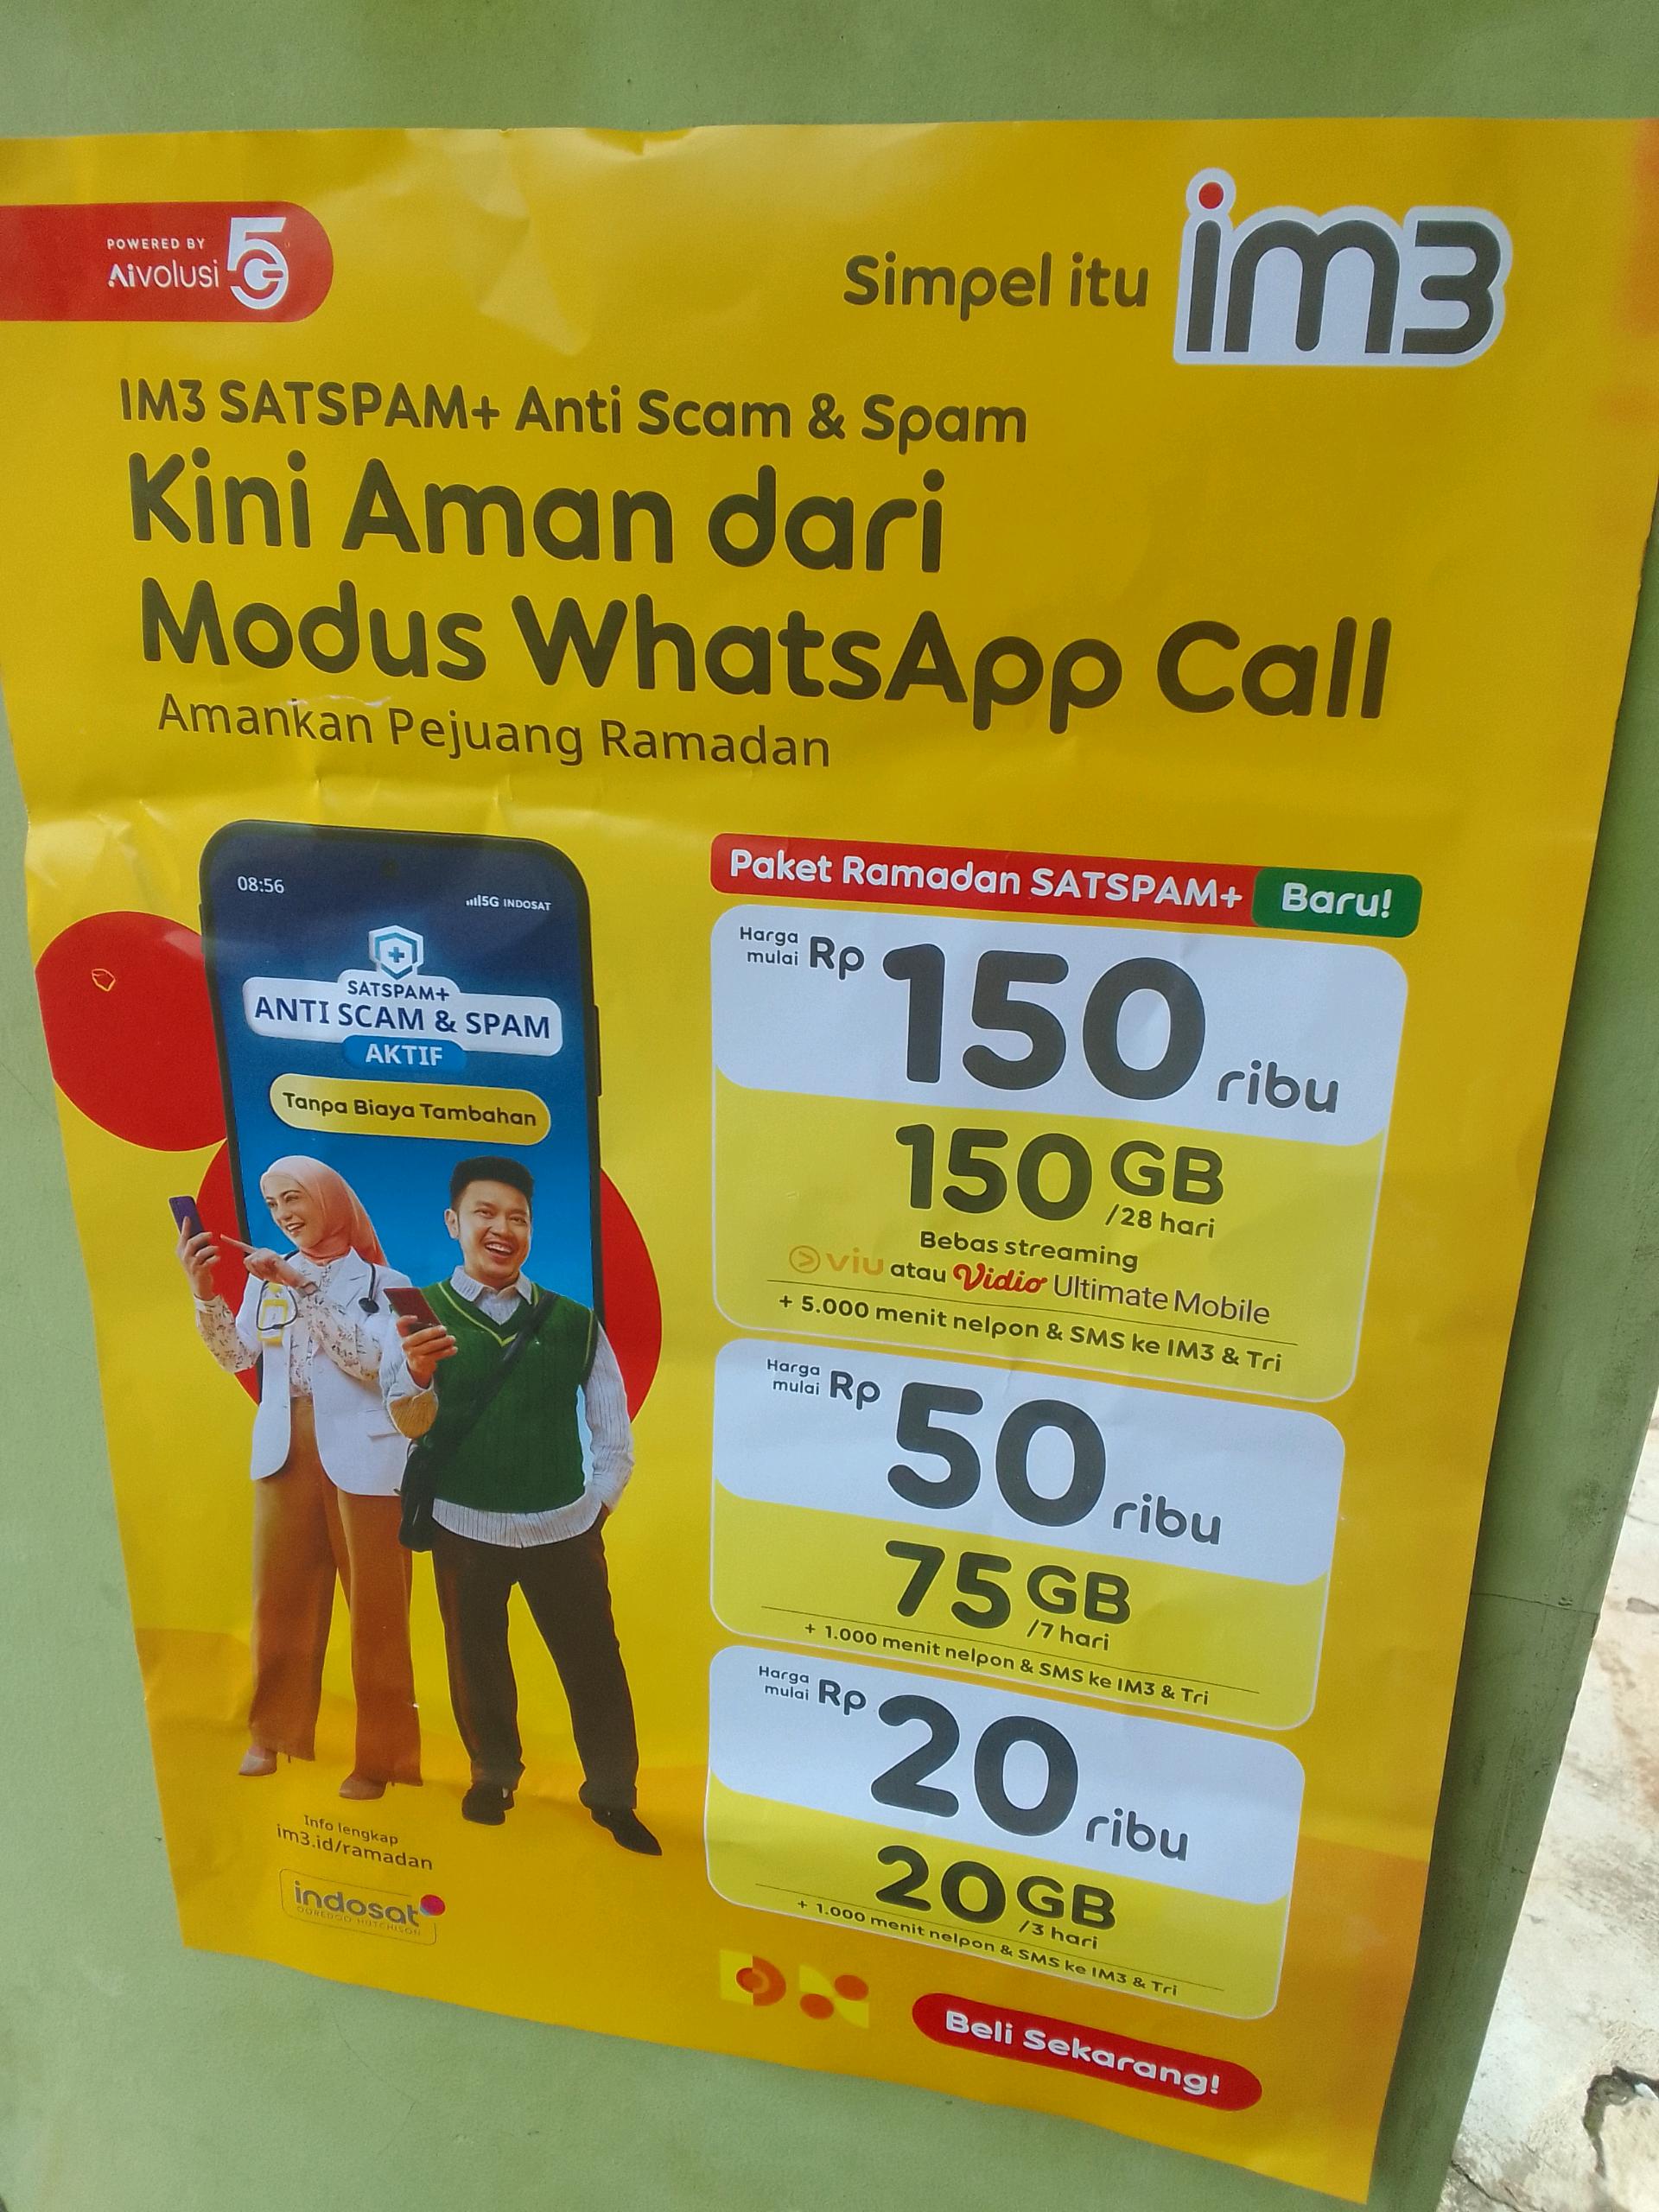 POWERED BY
Aivolusi 5G
Simpel itu im3
IM3 SATSPAM+ Anti Scam & Spam
Kini Aman dari
Modus WhatsApp Call
Amankan Pejuang Ramadan
08:56
5G INDOSAT
SATSPAM+
ANTI SCAM & SPAM
AKTIF
Tanpa Biaya Tambahan
Info lengkap
im3.id/ramadan
indosat
OOREDOO HUTCHISON
Paket Ramadan SATSPAM+ Baru!
Harga mulai Rp 150 ribu
150 GB
/28 hari
Bebas streaming
viu atau Vidio Ultimate Mobile
+ 5.000 menit nelpon & SMS ke IM3 & Tri
Harga mulai Rp 50 ribu
75 GB
/7 hari
+ 1.000 menit nelpon & SMS ke IM3 & Tri
Harga mulai Rp 20 ribu
20 GB
/3 hari
+ 1.000 menit nelpon & SMS ke IM3 & Tri
Beli Sekarang!